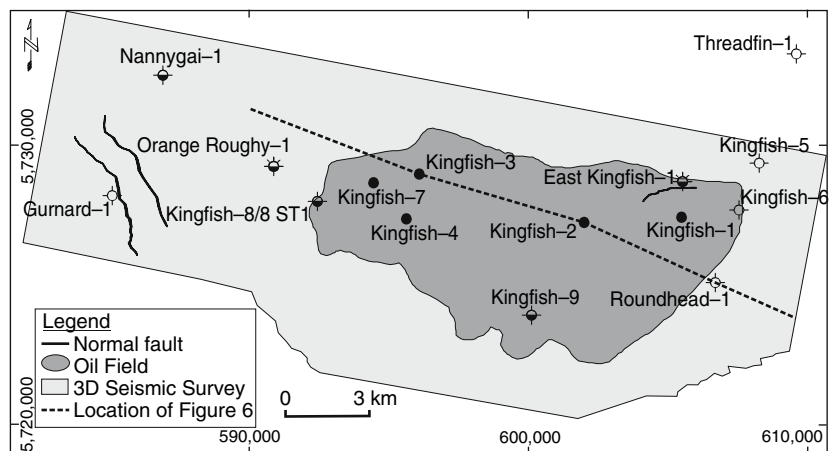 N
Threadfin–1
Nannygai–1
5,730,000
Orange Roughy–1
Kingfish–5
Kingfish–3
East Kingfish–1
Kingfish–7
Kingfish–6
Gurnard–1
Kingfish–8/8 ST1
Kingfish–4
Kingfish–2
Kingfish–1
Kingfish–9
Roundhead–1
Legend
Normal fault
Oil Field
3D Seismic Survey
Location of Figure 6
0 3 km
5,720,000
590,000
600,000
610,000